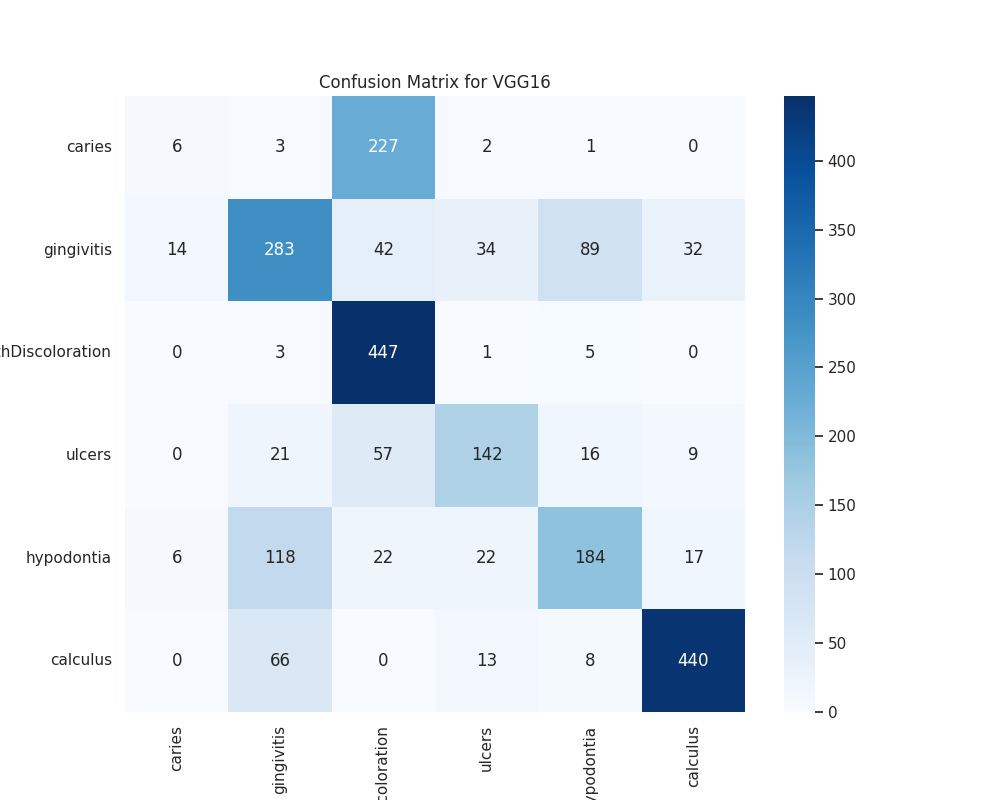 Confusion Matrix for VGG16
caries 6 3 227 2 1 0
gingivitis 14 283 42 34 89 32
thDiscoloration 0 3 447 1 5 0
ulcers 0 21 57 142 16 9
hypodontia 6 118 22 22 184 17
calculus 0 66 0 13 8 440
caries gingivitis coloration ulcers ypodontia calculus
400
350
300
250
200
150
100
50
0